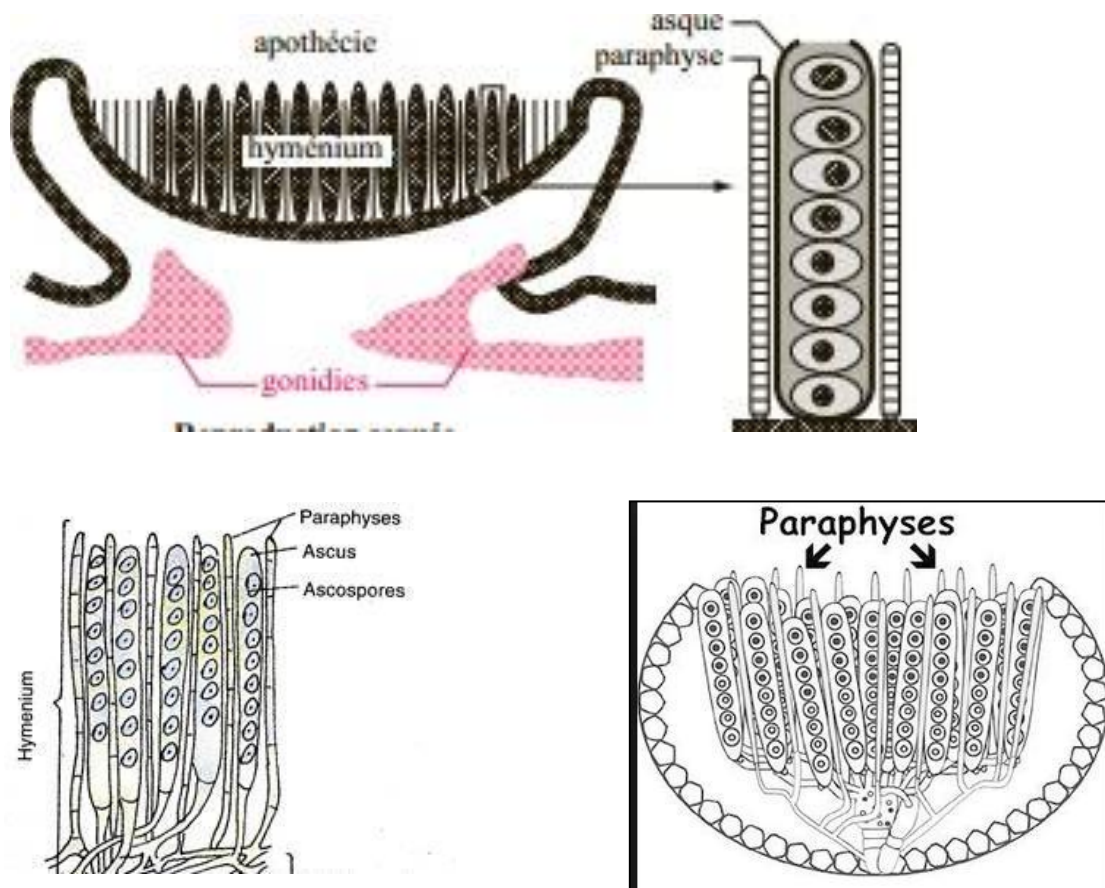 apothécie
asque
paraphyse
hyménium
gonidies
Paraphyses
Ascus
Ascospores
Hymenium
Paraphyses